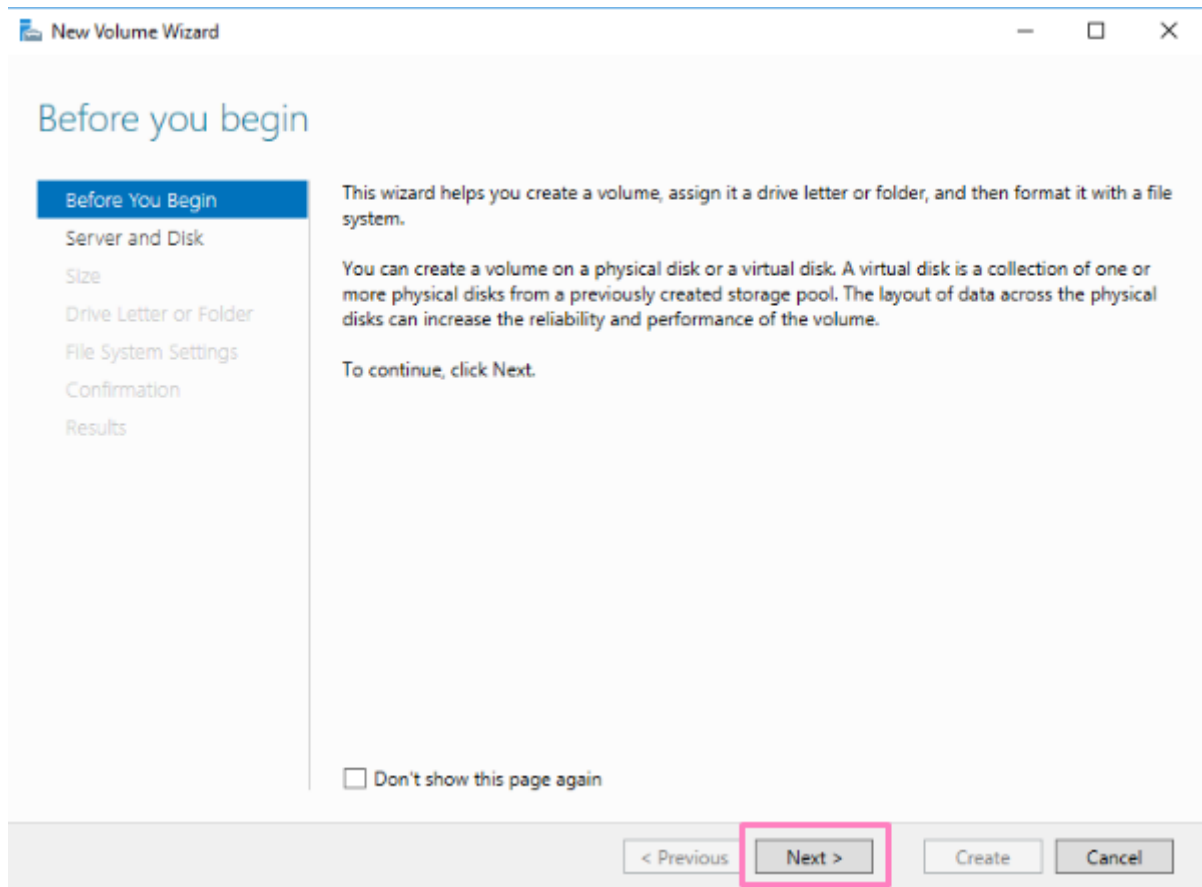 New Volume Wizard
Before you begin
Before You Begin
Server and Disk
Size
Drive Letter or Folder
File System Settings
Confirmation
Results
This wizard helps you create a volume, assign it a drive letter or folder, and then format it with a file
system.
You can create a volume on a physical disk or a virtual disk. A virtual disk is a collection of one or
more physical disks from a previously created storage pool. The layout of data across the physical
disks can increase the reliability and performance of the volume.
To continue, click Next.
Don't show this page again
< Previous
Next >
Create
Cancel